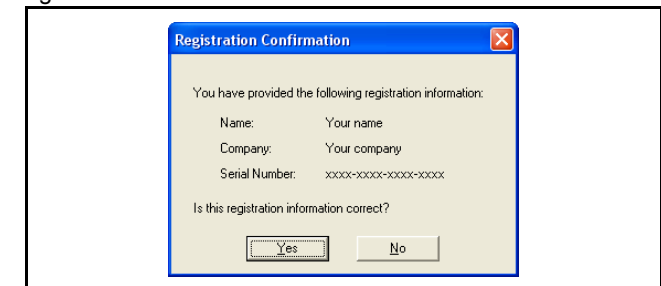 Registration Confirmation
You have provided the following registration information:
Name: Your name
Company: Your company
Serial Number: xxxx-xxxx-xxxx-xxxx
Is this registration information correct?
Yes No